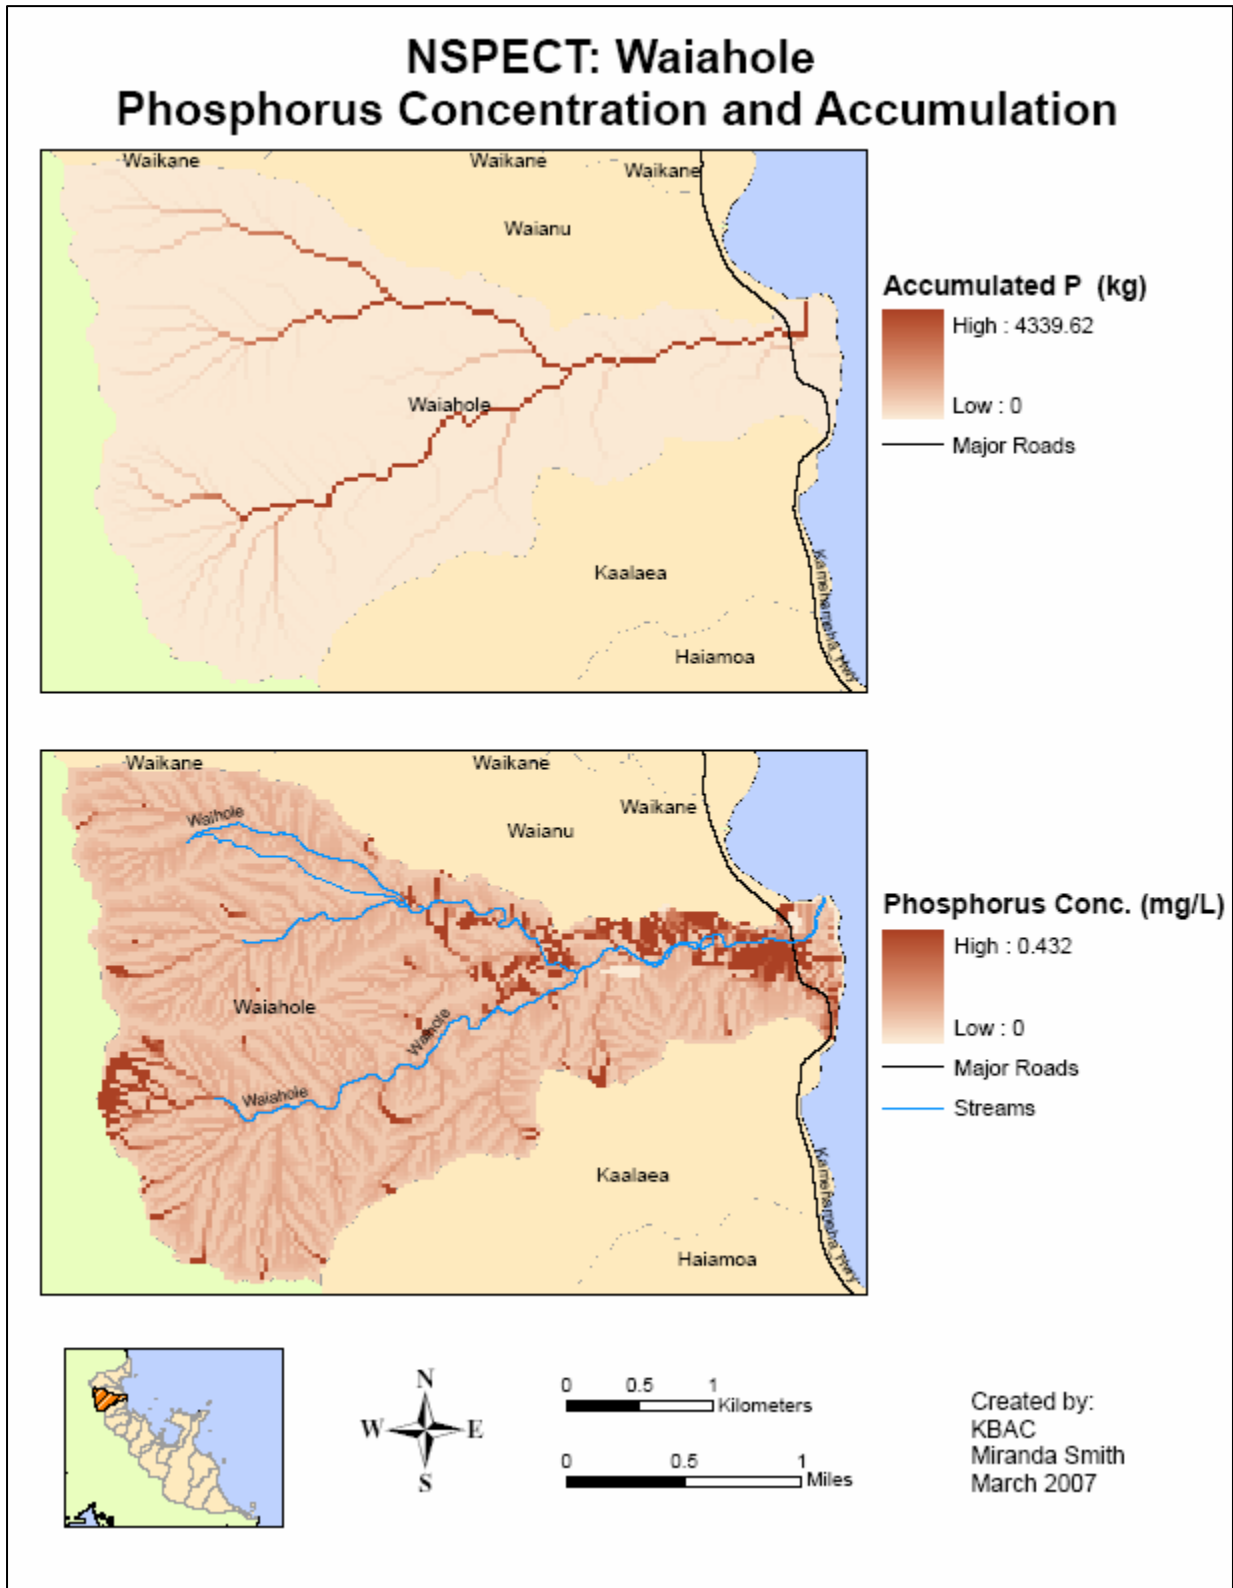 NSPECT: Waiahole
Phosphorus Concentration and Accumulation
Waikane
Waikane
Waikane
Waianu
Waiahole
Kaalaea
Haiamoa
Kamehameha Hwy
Accumulated P (kg)
High : 4339.62
Low : 0
Major Roads
Waikane
Waikane
Waikane
Waianu
Waihole
Waiahole
Waihole
Waiahole
Kaalaea
Haiamoa
Kamehameha Hwy
Phosphorus Conc. (mg/L)
High : 0.432
Low : 0
Major Roads
Streams
N
W
E
S
0 0.5 1
Kilometers
0 0.5 1
Miles
Created by:
KBAC
Miranda Smith
March 2007